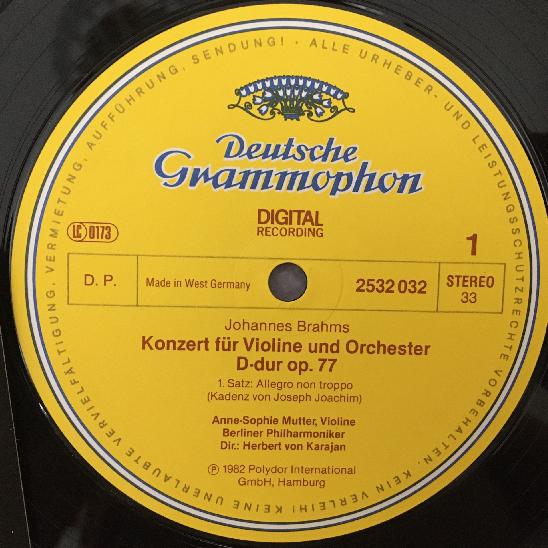 ALLE URHEBER- UND LEISTUNGSSCHUTZRECHTE VORBEHALTEN. KEIN VERLEIH! KEINE UNERLAUBTE VERVIELFÄLTIGUNG, VERMIETUNG, AUFFÜHRUNG, SENDUNG! ·
Deutsche
Grammophon
DIGITAL
RECORDING
LC 0173
1
D. P.
Made in West Germany
2532 032
STEREO
33
Johannes Brahms
Konzert für Violine und Orchester
D-dur op. 77
1. Satz: Allegro non troppo
(Kadenz von Joseph Joachim)
Anne-Sophie Mutter, Violine
Berliner Philharmoniker
Dir.: Herbert von Karajan
Ⓟ 1982 Polydor International
GmbH, Hamburg